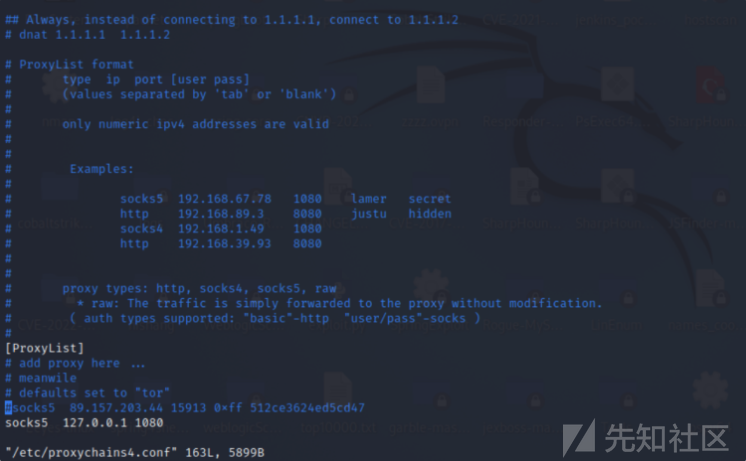 ## Always, instead of connecting to 1.1.1.1, connect to 1.1.1.2
# dnat 1.1.1.1  1.1.1.2

# ProxyList format
#       type  ip  port [user pass]
#       (values separated by 'tab' or 'blank')
#
#       only numeric ipv4 addresses are valid
#
#
#        Examples:
#
#               socks5  192.168.67.78   1080    lamer   secret
#               http    192.168.89.3    8080    justu   hidden
#               socks4  192.168.1.49    1080
#               http    192.168.39.93   8080
#
#
#       proxy types: http, socks4, socks5, raw
#         * raw: The traffic is simply forwarded to the proxy without modification.
#        ( auth types supported: "basic"-http  "user/pass"-socks )
#
[ProxyList]
# add proxy here ...
# meanwile
# defaults set to "tor"
#socks5  89.157.203.44 15913 0×ff 512ce3624ed5cd47
socks5  127.0.0.1 1080
"/etc/proxychains4.conf" 163L, 5899B
先知社区